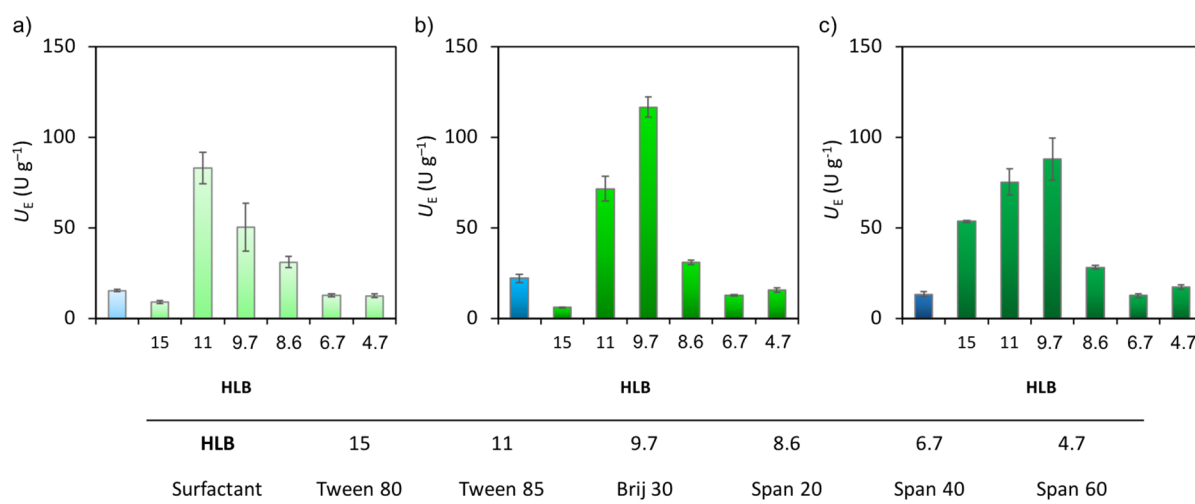 a)
150
100
50
0
U_E (U g⁻¹)
15 11 9.7 8.6 6.7 4.7
HLB
b)
150
100
50
0
U_E (U g⁻¹)
15 11 9.7 8.6 6.7 4.7
HLB
c)
150
100
50
0
U_E (U g⁻¹)
15 11 9.7 8.6 6.7 4.7
HLB
HLB 15 11 9.7 8.6 6.7 4.7
Surfactant Tween 80 Tween 85 Brij 30 Span 20 Span 40 Span 60